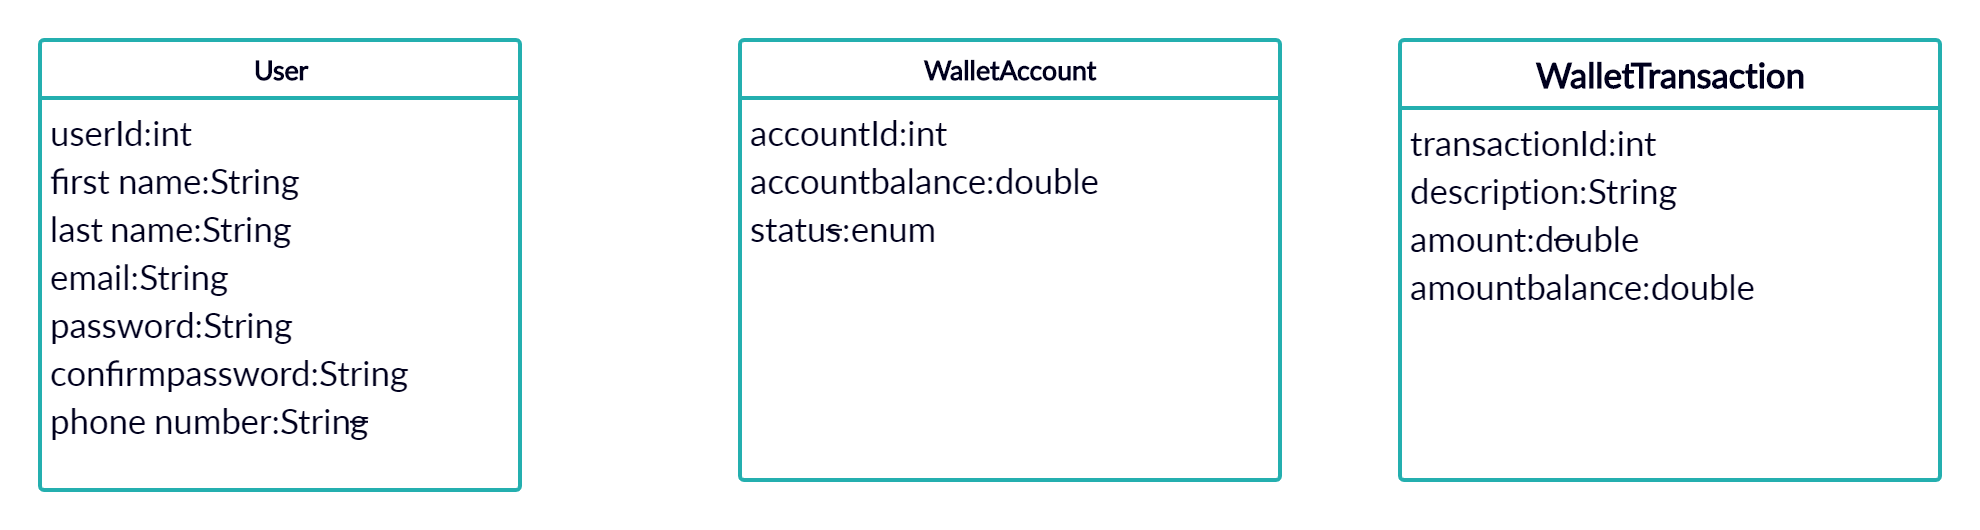 User
userId:int
first name:String
last name:String
email:String
password:String
confirmpassword:String
phone number:String
WalletAccount
accountId:int
accountbalance:double
status:enum
WalletTransaction
transactionId:int
description:String
amount:double
amountbalance:double